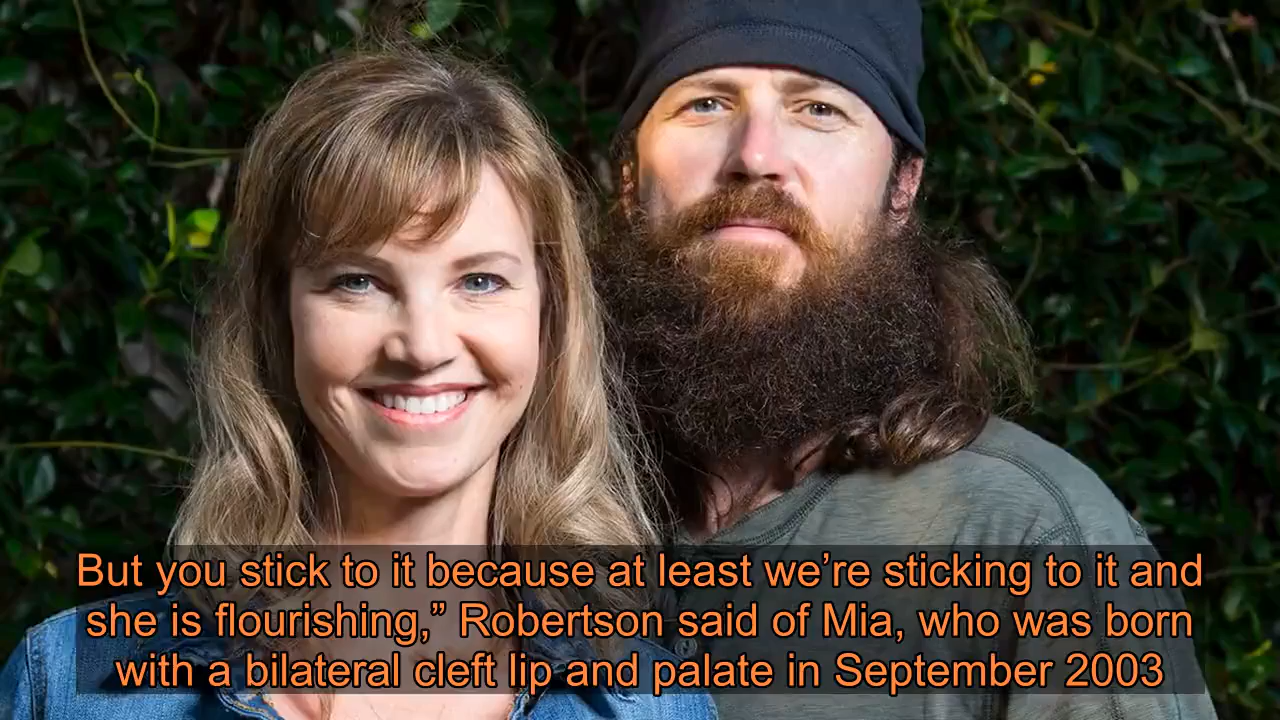 But you stick to it because at least we’re sticking to it and
she is flourishing,” Robertson said of Mia, who was born
with a bilateral cleft lip and palate in September 2003